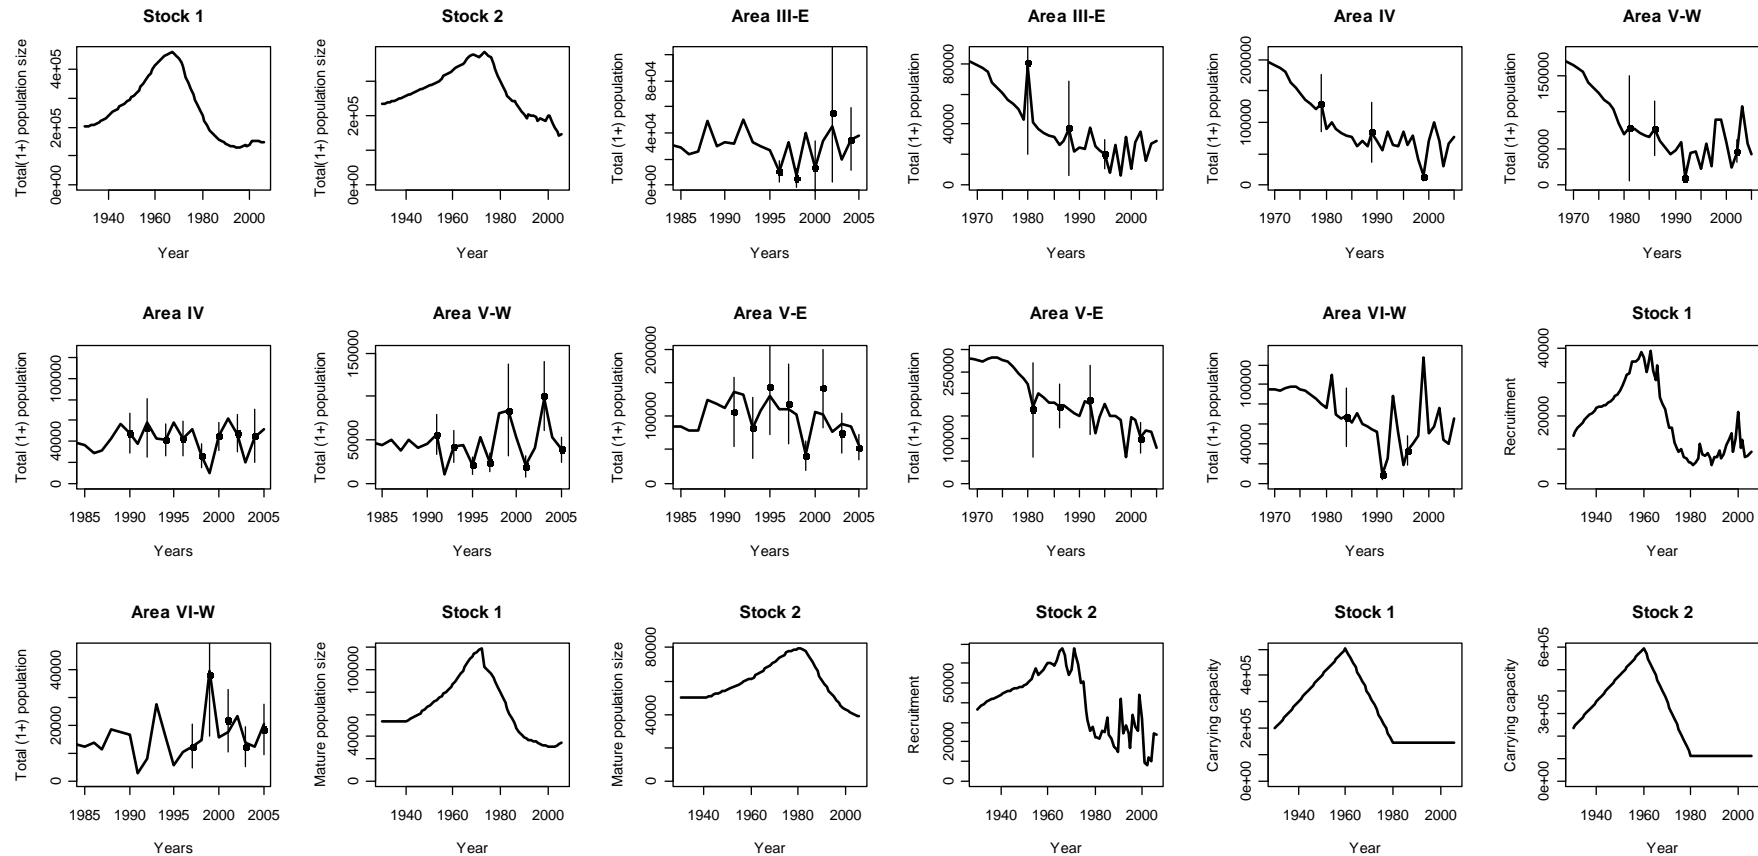 Stock 1
Stock 2
Area III-E
Area III-E
Area IV
Area V-W
Total(1+) population size
0e+00 2e+05 4e+05
1940 1960 1980 2000
Year
Total(1+) population size
0e+00 2e+05
1940 1960 1980 2000
Year
Total (1+) population
0e+00 4e+04 8e+04
1985 1990 1995 2000 2005
Years
Total (1+) population
0 40000 80000
1970 1980 1990 2000
Years
Total (1+) population
0 100000 200000
1970 1980 1990 2000
Years
Total (1+) population
0 50000 150000
1970 1980 1990 2000
Years
Area IV
Area V-W
Area V-E
Area V-E
Area VI-W
Stock 1
Total (1+) population
0 40000 100000
1985 1990 1995 2000 2005
Years
Total (1+) population
0 50000 150000
1985 1990 1995 2000 2005
Years
Total (1+) population
0 100000 200000
1985 1990 1995 2000 2005
Years
Total (1+) population
0 100000 250000
1970 1980 1990 2000
Years
Total (1+) population
0 40000 100000
1970 1980 1990 2000
Years
Recruitment
0 20000 40000
1940 1960 1980 2000
Year
Area VI-W
Stock 1
Stock 2
Stock 2
Stock 1
Stock 2
Total (1+) population
0 20000 40000
1985 1990 1995 2000 2005
Years
Mature population size
0 40000 100000
1940 1960 1980 2000
Year
Mature population size
0 40000 80000
1940 1960 1980 2000
Year
Recruitment
0 20000 50000
1940 1960 1980 2000
Year
Carrying capacity
0e+00 2e+05 4e+05
1940 1960 1980 2000
Year
Carrying capacity
0e+00 3e+05 6e+05
1940 1960 1980 2000
Year